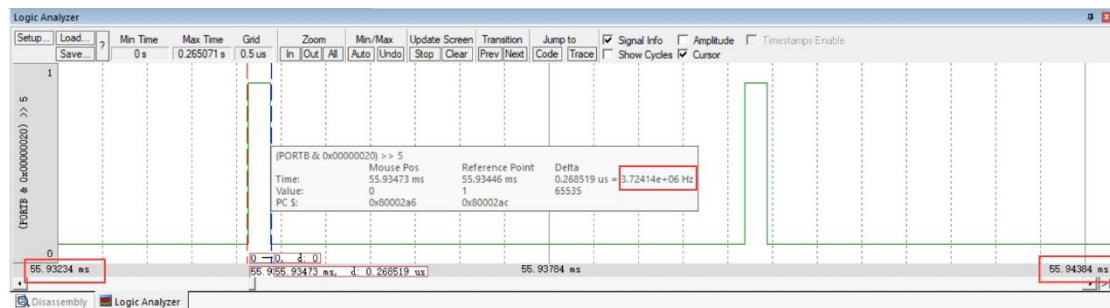 Logic Analyzer
Setup... Load... ? Min Time Max Time Grid Zoom Min/Max Update Screen Transition Jump to Signal Info Amplitude Timestamps Enable
Save... 0 s 0.265071 s 0.5 us In Out All Auto Undo Stop Clear Prev Next Code Trace Show Cycles Cursor
1
(PORTB & 0x00000020) >> 5
0
(PORTB & 0x00000020) >> 5
Mouse Pos Reference Point Delta
Time: 55.93473 ms 55.93446 ms 0.268519 us = 3.72414e+06 Hz
Value: 0 1 65535
PC $: 0x80002a6 0x80002ac
0, d: 0
55.93234 ms 55.93473 ms, d: 0.268519 us 55.93784 ms 55.94384 ms
Disassembly Logic Analyzer